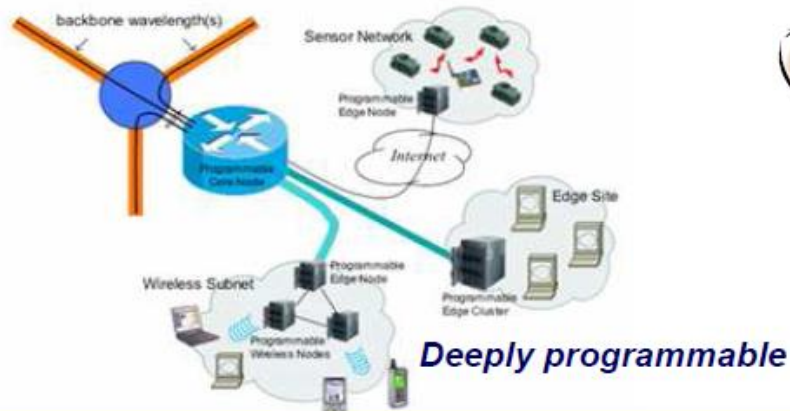 backbone wavelength(s)
Sensor Network
Programmable
Edge Node
Internet
Programmable
Core Node
Edge Site
Wireless Subnet
Programmable
Edge Node
Programmable
Edge Cluster
Programmable
Wireless Nodes
Deeply programmable